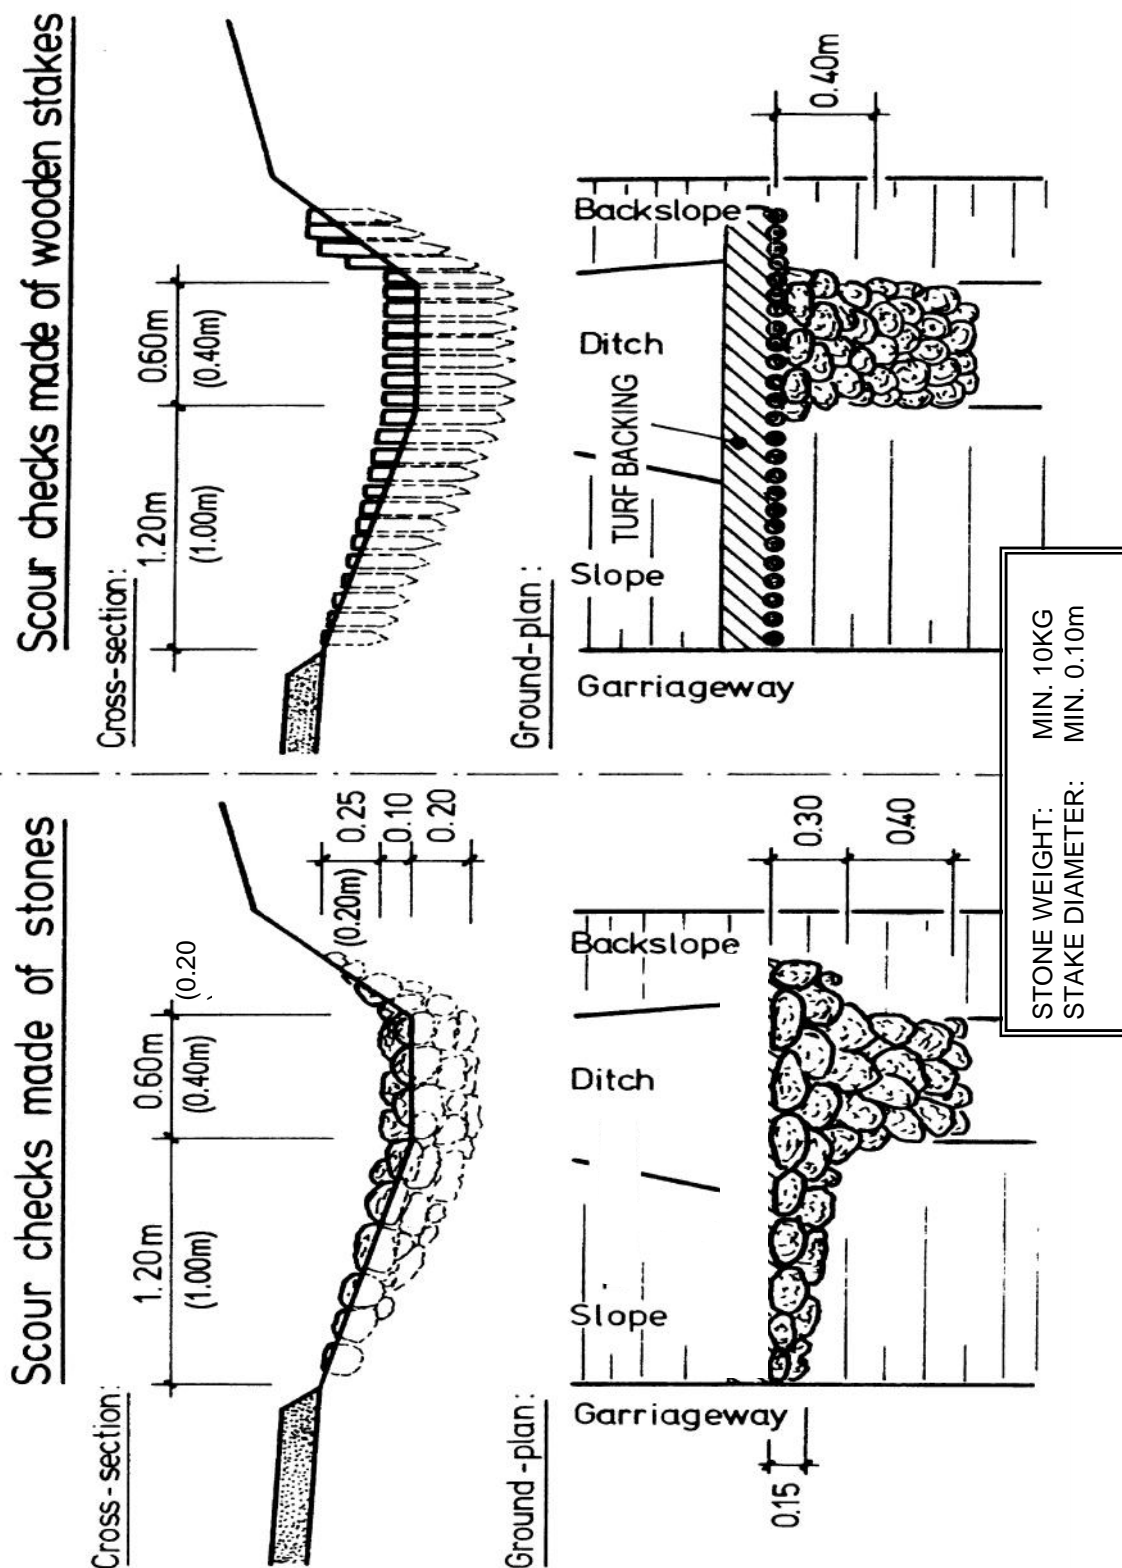 Scour checks made of stones
Cross-section:
1.20m
(1.00m)
0.60m
(0.40m)
(0.20
(0.20m)
0.25
0.10
0.20
Ground-plan:
Garriageway
Slope
Ditch
Backslope
0.15
0.30
0.40
Scour checks made of wooden stakes
Cross-section:
1.20m
(1.00m)
0.60m
(0.40m)
Ground-plan:
Garriageway
Slope
TURF BACKING
Ditch
Backslope
0.40m
STONE WEIGHT: MIN. 10KG
STAKE DIAMETER: MIN. 0.10m